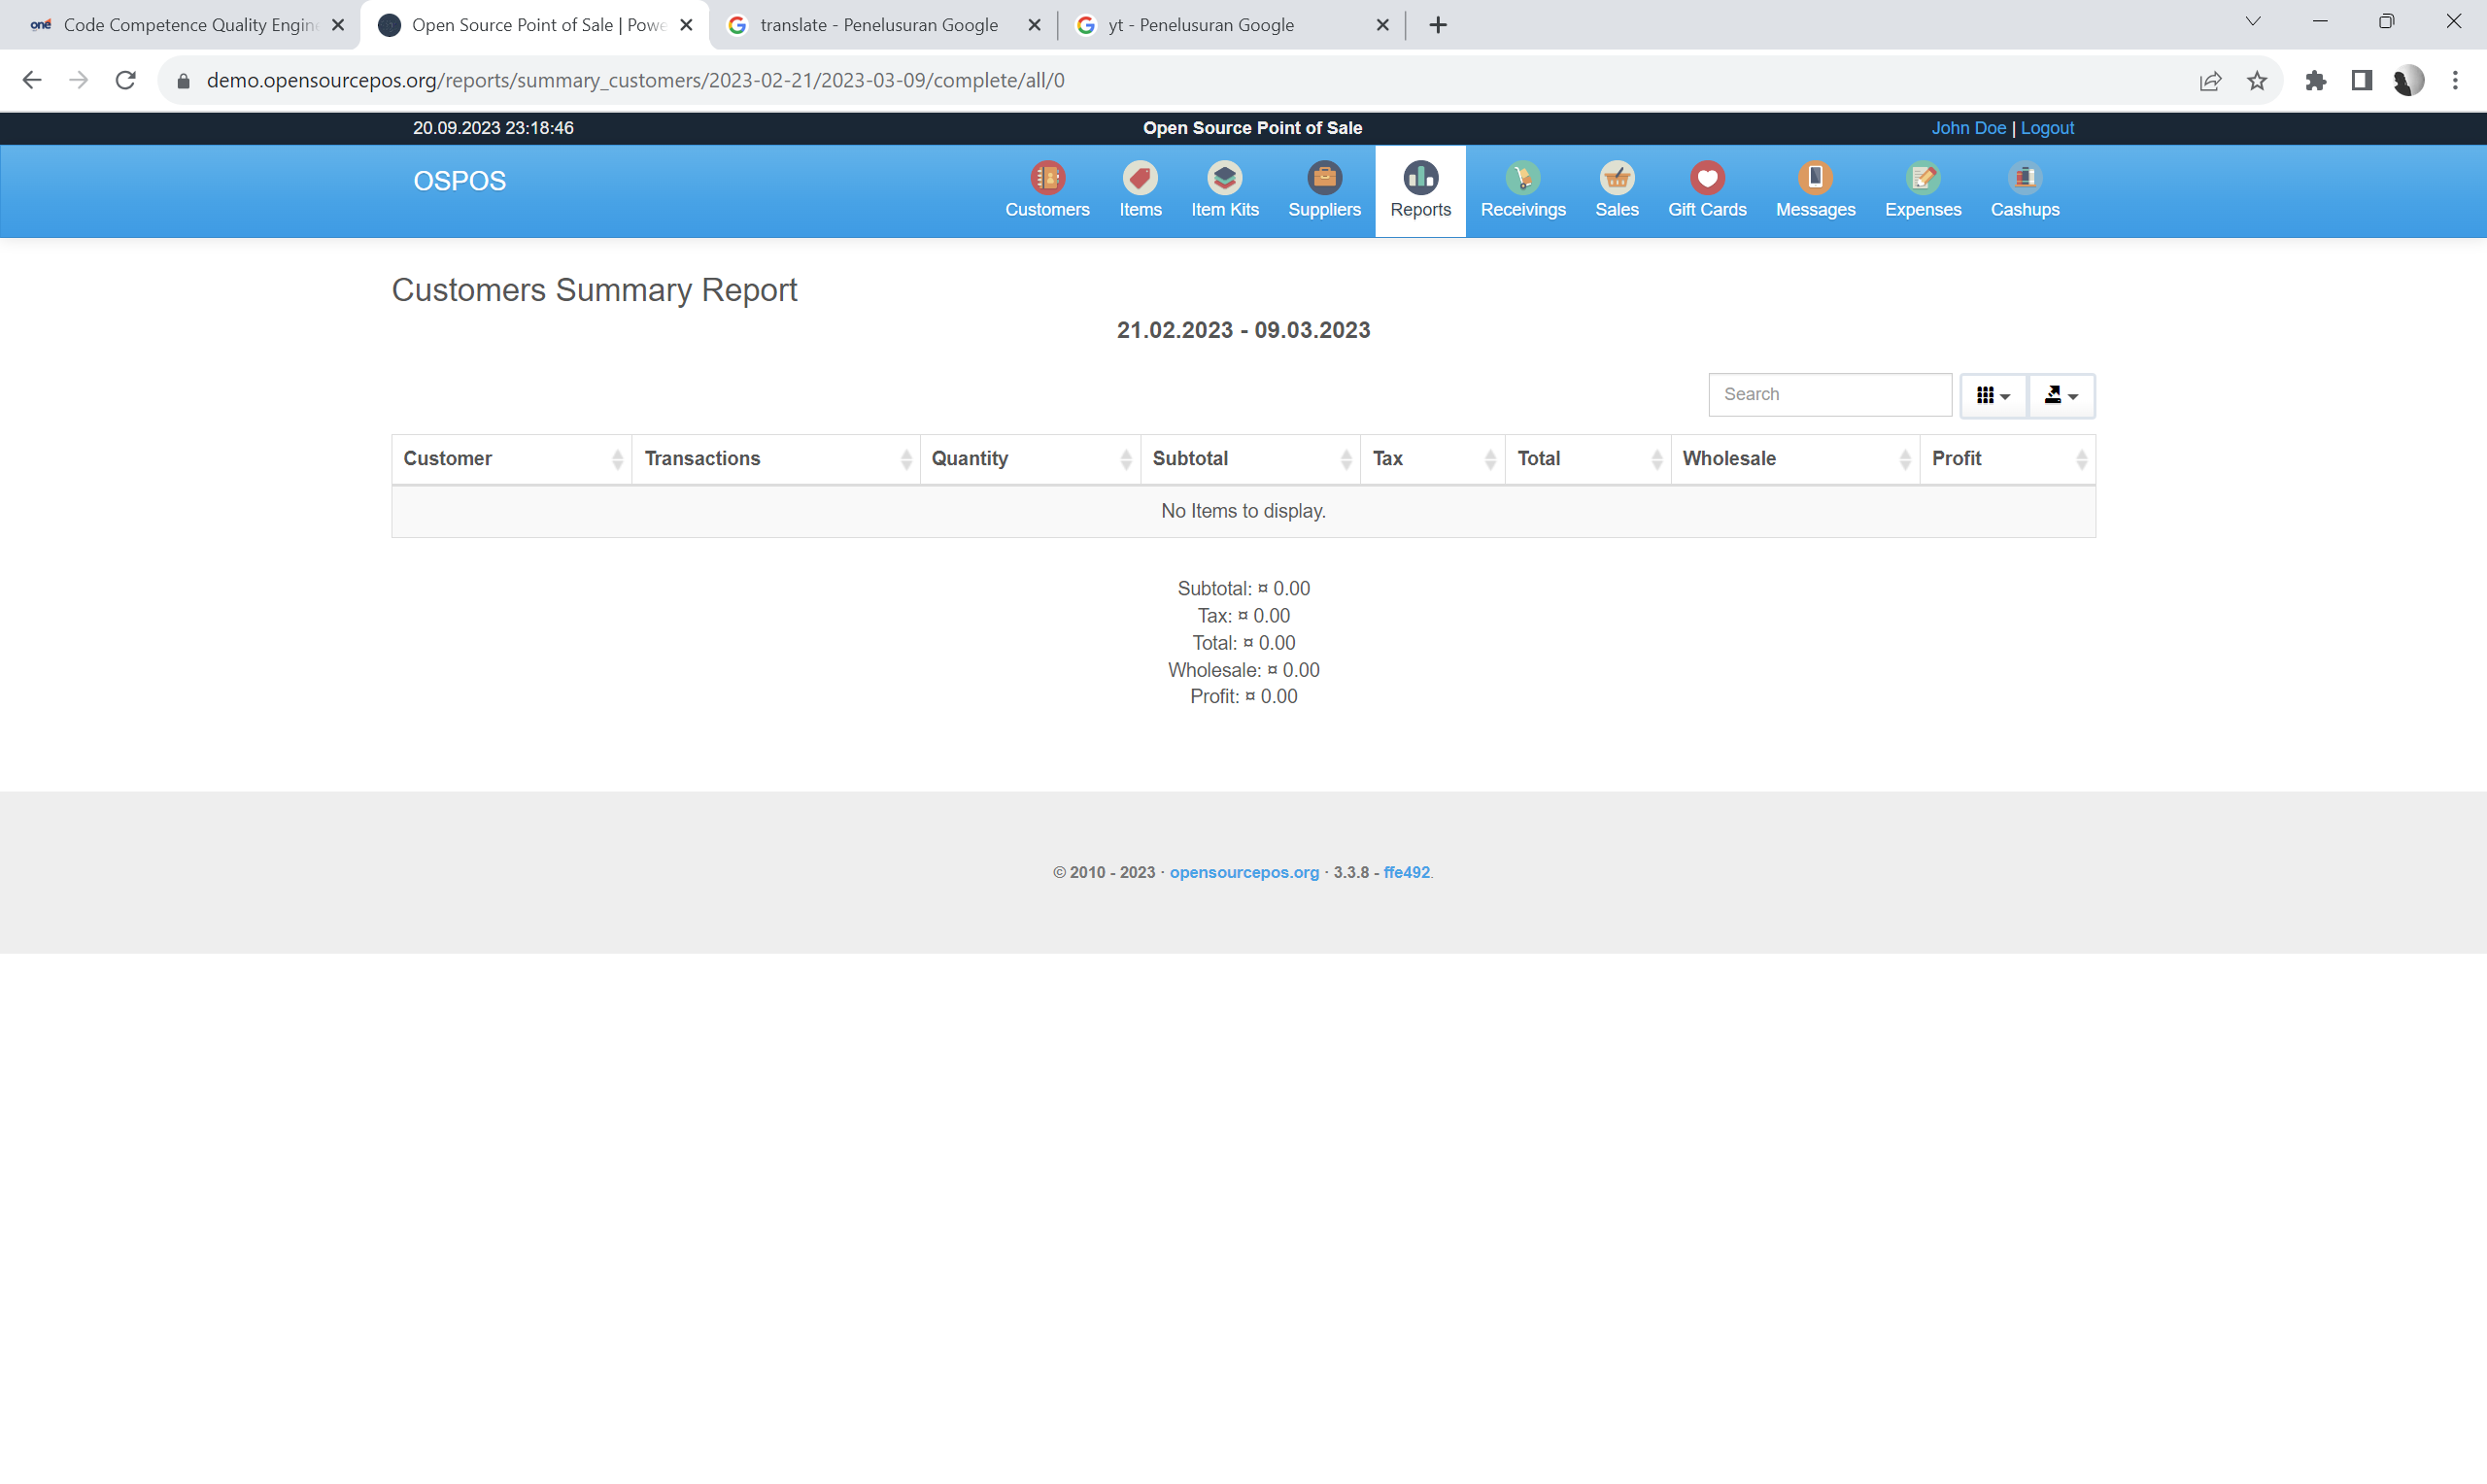 one Code Competence Quality Engin
Open Source Point of Sale | Powe
translate - Penelusuran Google
yt - Penelusuran Google
demo.opensourcepos.org/reports/summary_customers/2023-02-21/2023-03-09/complete/all/0
20.09.2023 23:18:46
Open Source Point of Sale
John Doe | Logout
OSPOS
Customers
Items
Item Kits
Suppliers
Reports
Receivings
Sales
Gift Cards
Messages
Expenses
Cashups
Customers Summary Report
21.02.2023 - 09.03.2023
Search
Customer Transactions Quantity Subtotal Tax Total Wholesale Profit
No Items to display.
Subtotal: ¤ 0.00
Tax: ¤ 0.00
Total: ¤ 0.00
Wholesale: ¤ 0.00
Profit: ¤ 0.00
© 2010 - 2023 · opensourcepos.org · 3.3.8 - ffe492.